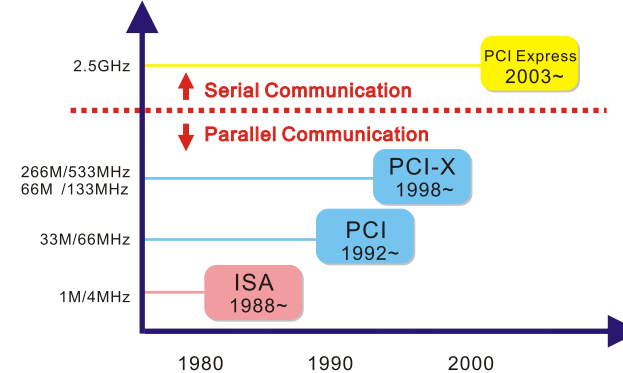 2.5GHz
PCI Express
2003~
Serial Communication
Parallel Communication
266M/533MHz
66M /133MHz
PCI-X
1998~
33M/66MHz
PCI
1992~
1M/4MHz
ISA
1988~
1980 1990 2000